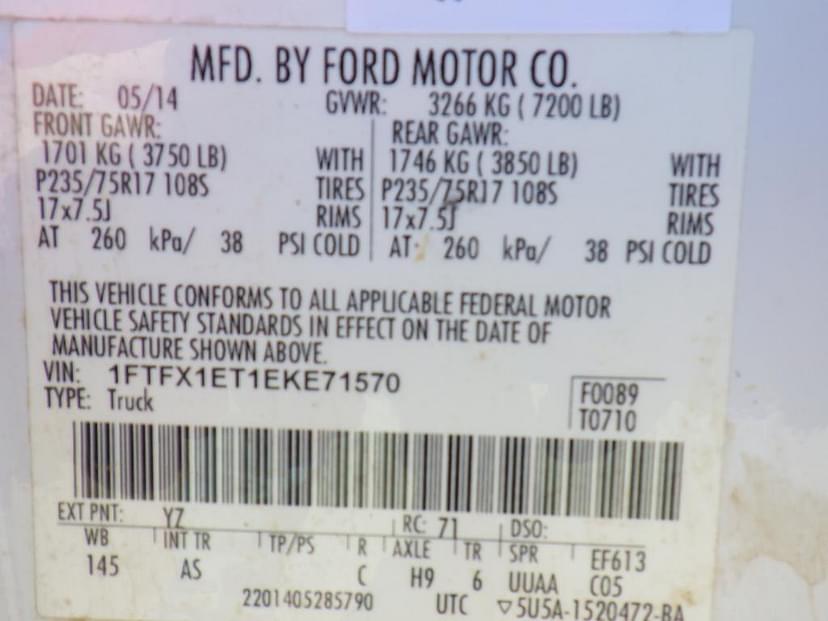 MFD. BY FORD MOTOR CO.
DATE: 05/14 GVWR: 3266 KG ( 7200 LB)
FRONT GAWR: REAR GAWR:
1701 KG ( 3750 LB) WITH 1746 KG ( 3850 LB) WITH
P235/75R17 108S TIRES P235/75R17 108S TIRES
17x7.5J RIMS 17x7.5J RIMS
AT 260 kPa/ 38 PSI COLD AT: 260 kPa/ 38 PSI COLD
THIS VEHICLE CONFORMS TO ALL APPLICABLE FEDERAL MOTOR
VEHICLE SAFETY STANDARDS IN EFFECT ON THE DATE OF
MANUFACTURE SHOWN ABOVE.
VIN: 1FTFX1ET1EKE71570
TYPE: Truck
F0089
T0710
EXT PNT: YZ RC: 71 DSO:
WB INT TR TP/PS R AXLE TR SPR EF613
145 AS C H9 6 UUAA C05
2201405285790 UTC ▽5U5A-1520472-BA